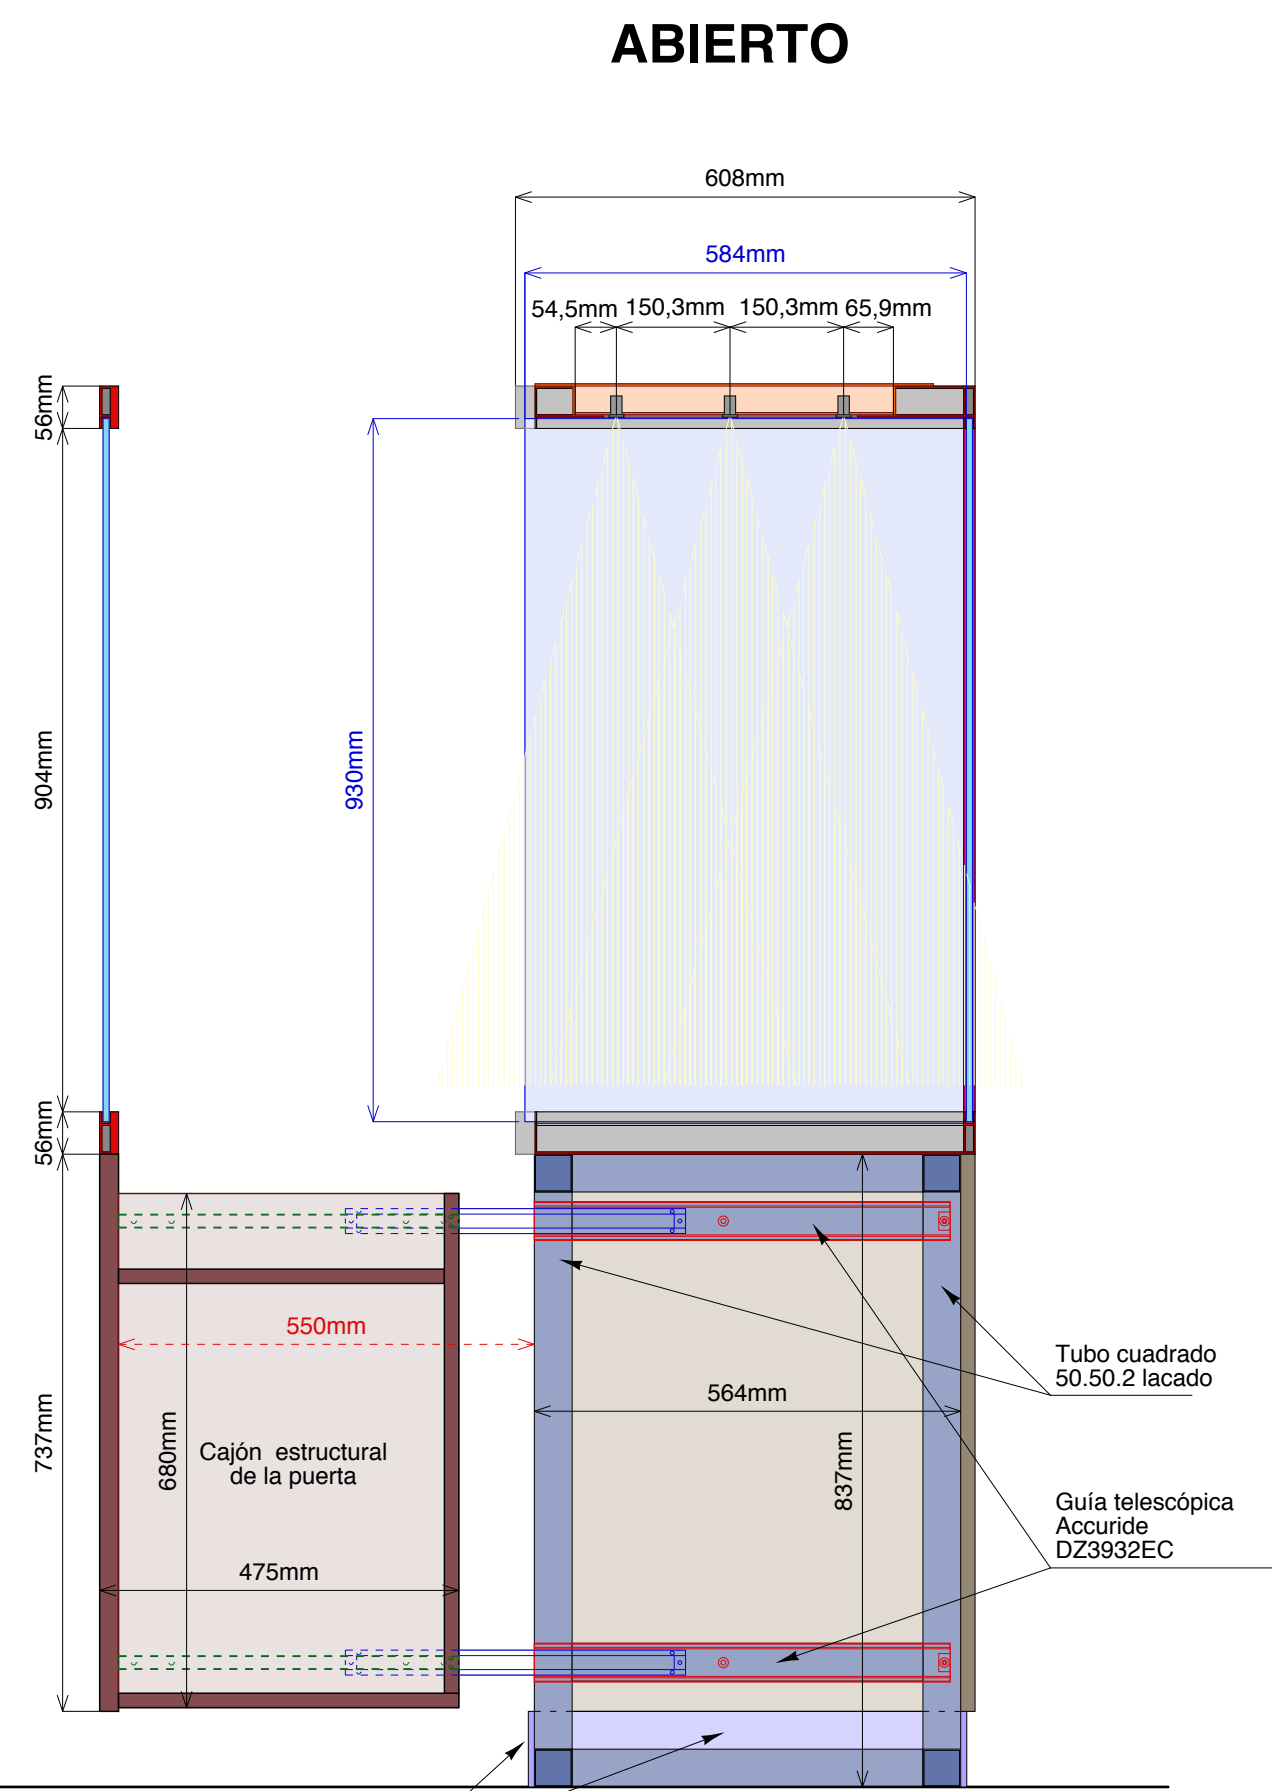 ABIERTO
608mm
584mm
54,5mm 150,3mm 150,3mm 65,9mm
56mm
904mm
930mm
56mm
550mm
Tubo cuadrado
50.50.2 lacado
564mm
737mm
680mm
Cajón estructural
de la puerta
837mm
Guía telescópica
Accuride
DZ3932EC
475mm